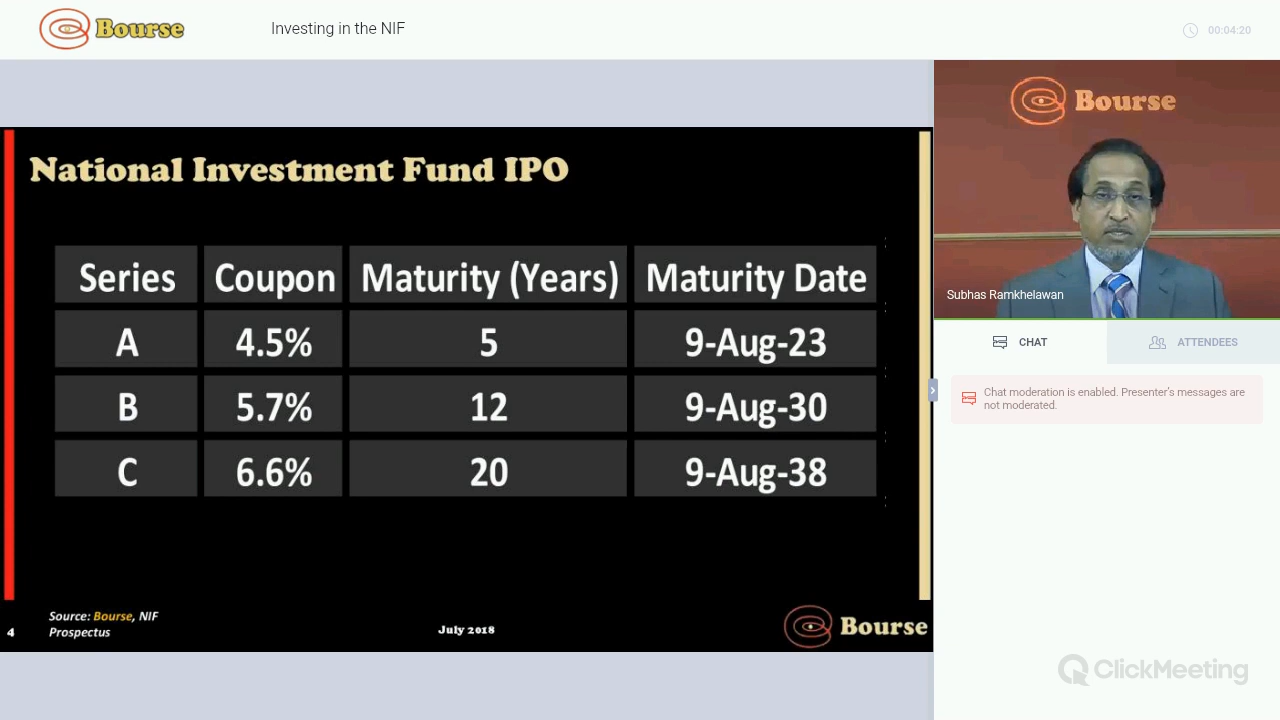 Bourse
Investing in the NIF
00:04:20
National Investment Fund IPO
Series Coupon Maturity (Years) Maturity Date
A 4.5% 5 9-Aug-23
B 5.7% 12 9-Aug-30
C 6.6% 20 9-Aug-38
4
Source: Bourse, NIF
Prospectus
July 2018
Bourse
Bourse
Subhas Ramkhelawan
CHAT
ATTENDEES
Chat moderation is enabled. Presenter's messages are
not moderated.
ClickMeeting